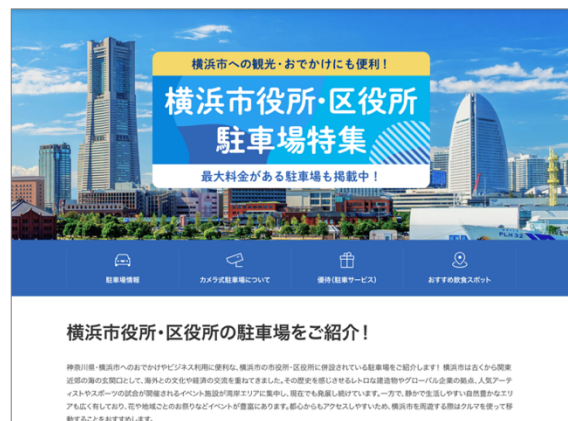 横浜市への観光・おでかけにも便利！
横浜市役所・区役所
駐車場特集
最大料金がある駐車場も掲載中！
PLH 32
駐車場情報
カメラ式駐車場について
優待（駐車サービス）
おすすめ飲食スポット
横浜市役所・区役所の駐車場をご紹介！
神奈川県・横浜市へのおでかけやビジネス利用に便利な、横浜市の市役所・区役所に併設されている駐車場をご紹介します！ 横浜市は古くから関東
近郊の海の玄関口として、海外との文化や経済の交流を重ねてきました。その歴史を感じさせるレトロな建造物やグローバル企業の拠点、人気アーテ
ィストやスポーツの試合が開催されるイベント施設が周岸エリアに集中し、現在でも発展し続けています。一方で、静かで生活しやすい自然豊かなエリ
アも広く有しており、花や地域ごとのお祭りなどイベントが豊富にあります。都心からもアクセスしやすいため、横浜市を周遊する際はクルマを使って移
動することをおすすめします。